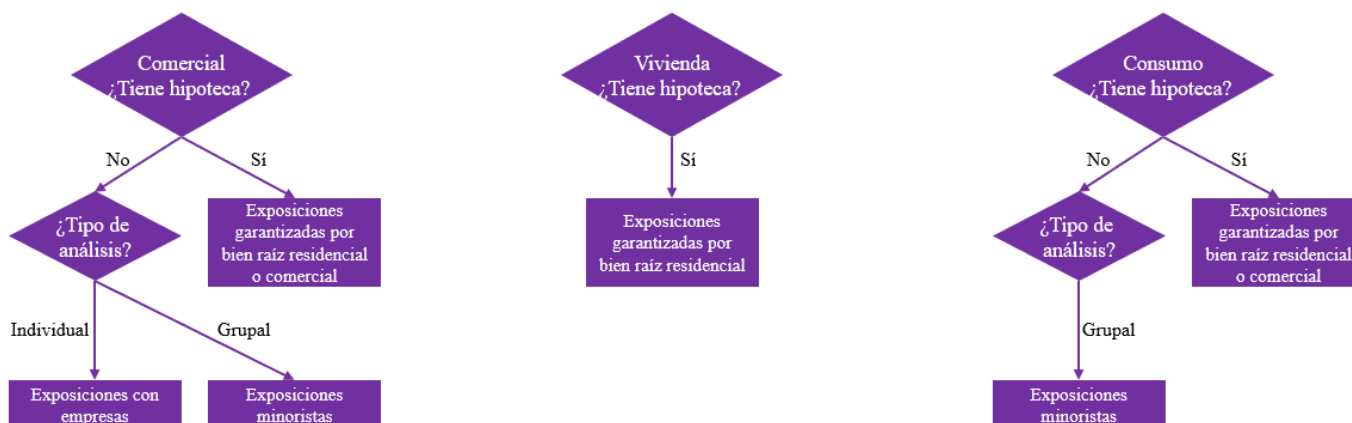 Comercial
¿Tiene hipoteca?
No
Sí
¿Tipo de
análisis?
Exposiciones
garantizadas por
bien raíz residencial
o comercial
Individual
Grupal
Exposiciones con
empresas
Exposiciones
minoristas
Vivienda
¿Tiene hipoteca?
Sí
Exposiciones
garantizadas por
bien raíz residencial
Consumo
¿Tiene hipoteca?
No
Sí
¿Tipo de
análisis?
Exposiciones
garantizadas por
bien raíz residencial
o comercial
Grupal
Exposiciones
minoristas